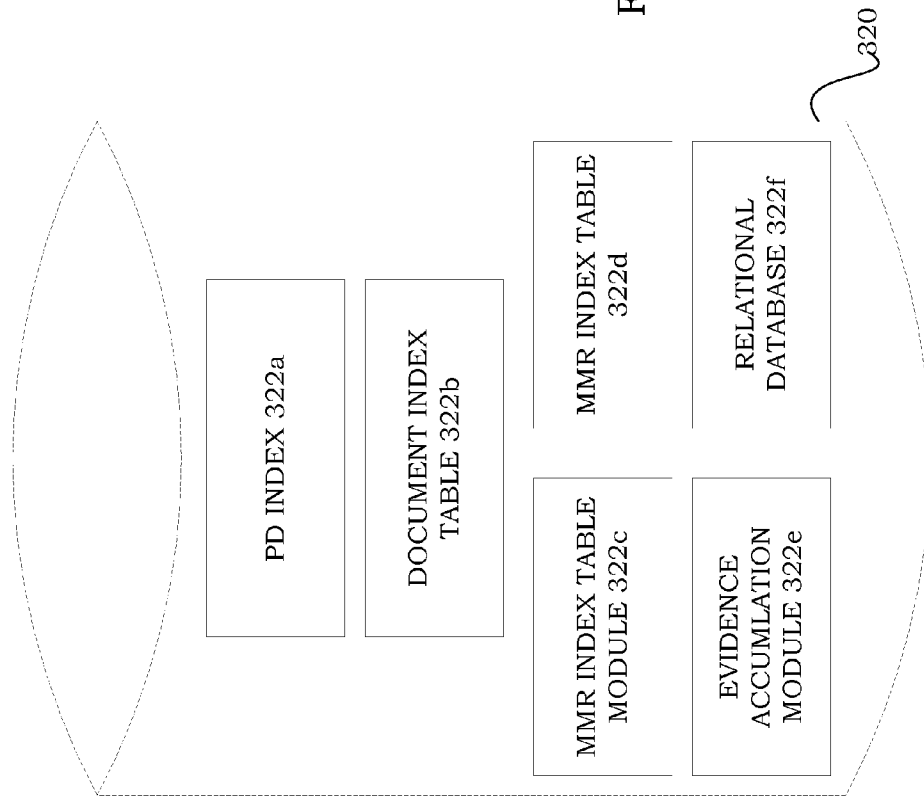 PD INDEX 322a
DOCUMENT INDEX
TABLE 322b
MMR INDEX TABLE
MODULE 322c
MMR INDEX TABLE
322d
EVIDENCE
ACCUMLATION
MODULE 322e
RELATIONAL
DATABASE 322f
320